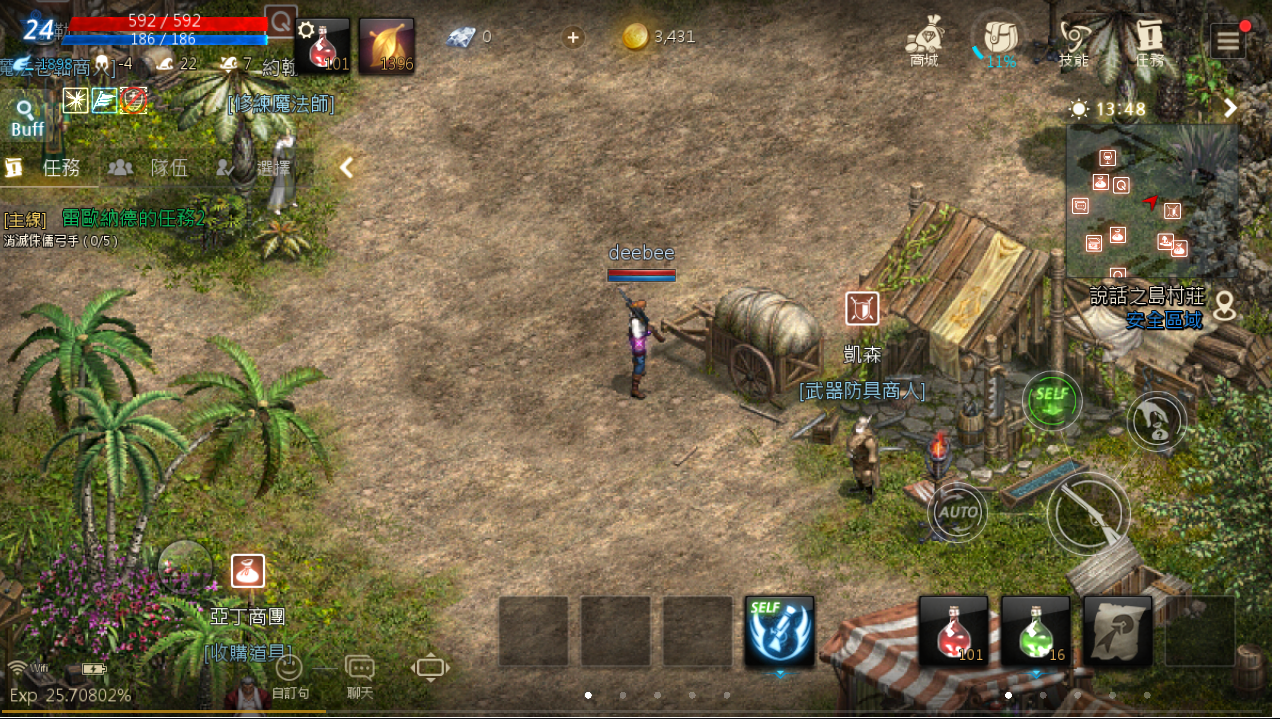 24
592 / 592
186 / 186
1898
-4
22
7
約翰
101
1396
0
+
3,431
商城
11%
技能
任務
[修練魔法師]
Buff
13:48
任務
隊伍
選擇
[主線] 雷歐納德的任務2
消滅侏儒弓手 (0/5)
deebee
說話之島村莊
安全區域
凱森
[武器防具商人]
SELF
AUTO
亞丁商團
[收購道具]
SELF
101
16
Wifi
自訂句
聊天
Exp 25.70802%